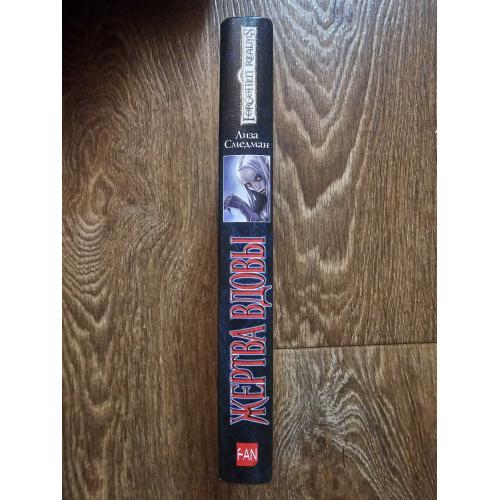 FORGOTTEN REALMS
Лиза
Смедман
ЖЕРТВА ВДОВЫ
FAN